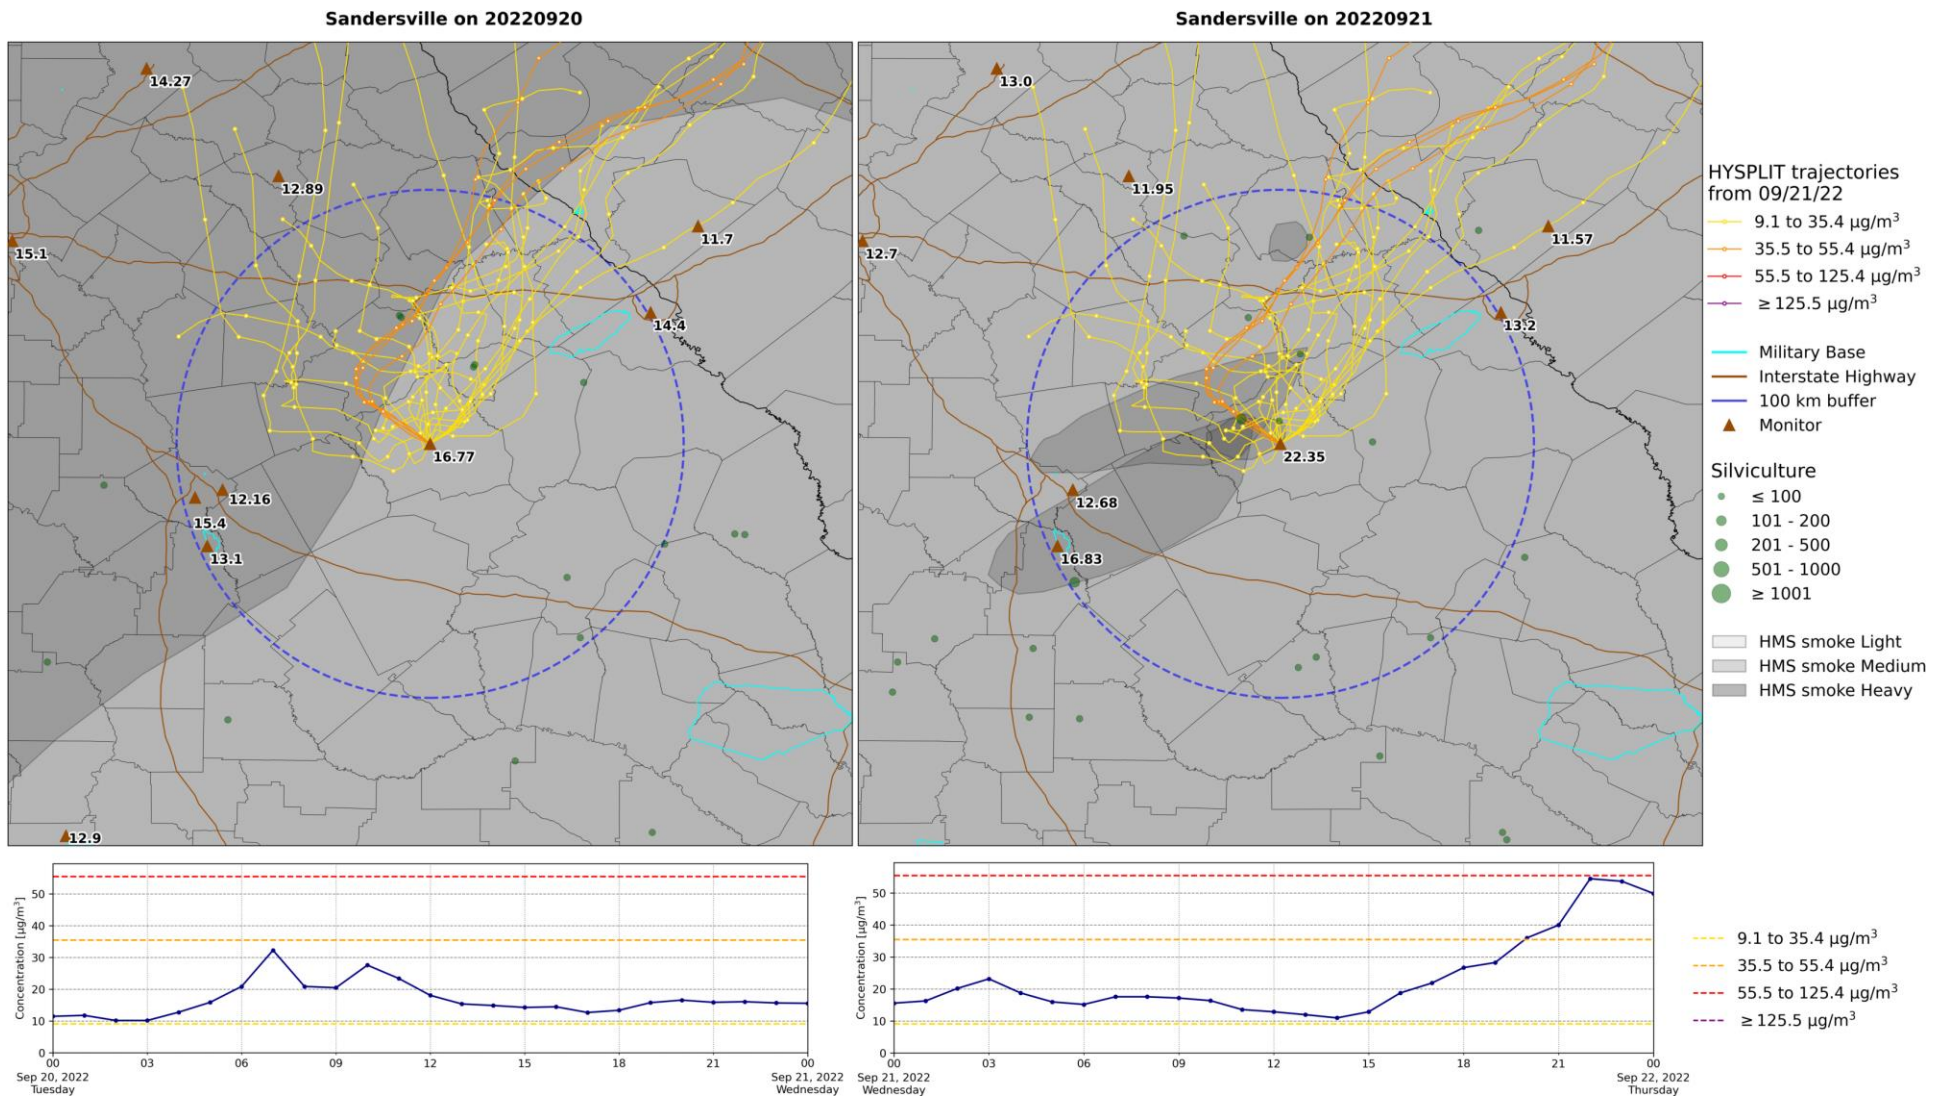 Sandersville on 20220920
14.27
12.89
15.1
11.7
14.4
16.77
12.16
15.4
13.1
12.9
Sandersville on 20220921
13.0
11.95
12.7
11.57
13.2
22.35
12.68
16.83
HYSPLIT trajectories
from 09/21/22
9.1 to 35.4 µg/m³
35.5 to 55.4 µg/m³
55.5 to 125.4 µg/m³
≥ 125.5 µg/m³
Military Base
Interstate Highway
100 km buffer
Monitor
Silviculture
≤ 100
101 - 200
201 - 500
501 - 1000
≥ 1001
HMS smoke Light
HMS smoke Medium
HMS smoke Heavy
Concentration [µg/m³]
50
40
30
20
10
0
00 03 06 09 12 15 18 21 00
Sep 20, 2022 Sep 21, 2022
Tuesday Wednesday
Concentration [µg/m³]
50
40
30
20
10
0
00 03 06 09 12 15 18 21 00
Sep 21, 2022 Sep 22, 2022
Wednesday Thursday
9.1 to 35.4 µg/m³
35.5 to 55.4 µg/m³
55.5 to 125.4 µg/m³
≥ 125.5 µg/m³